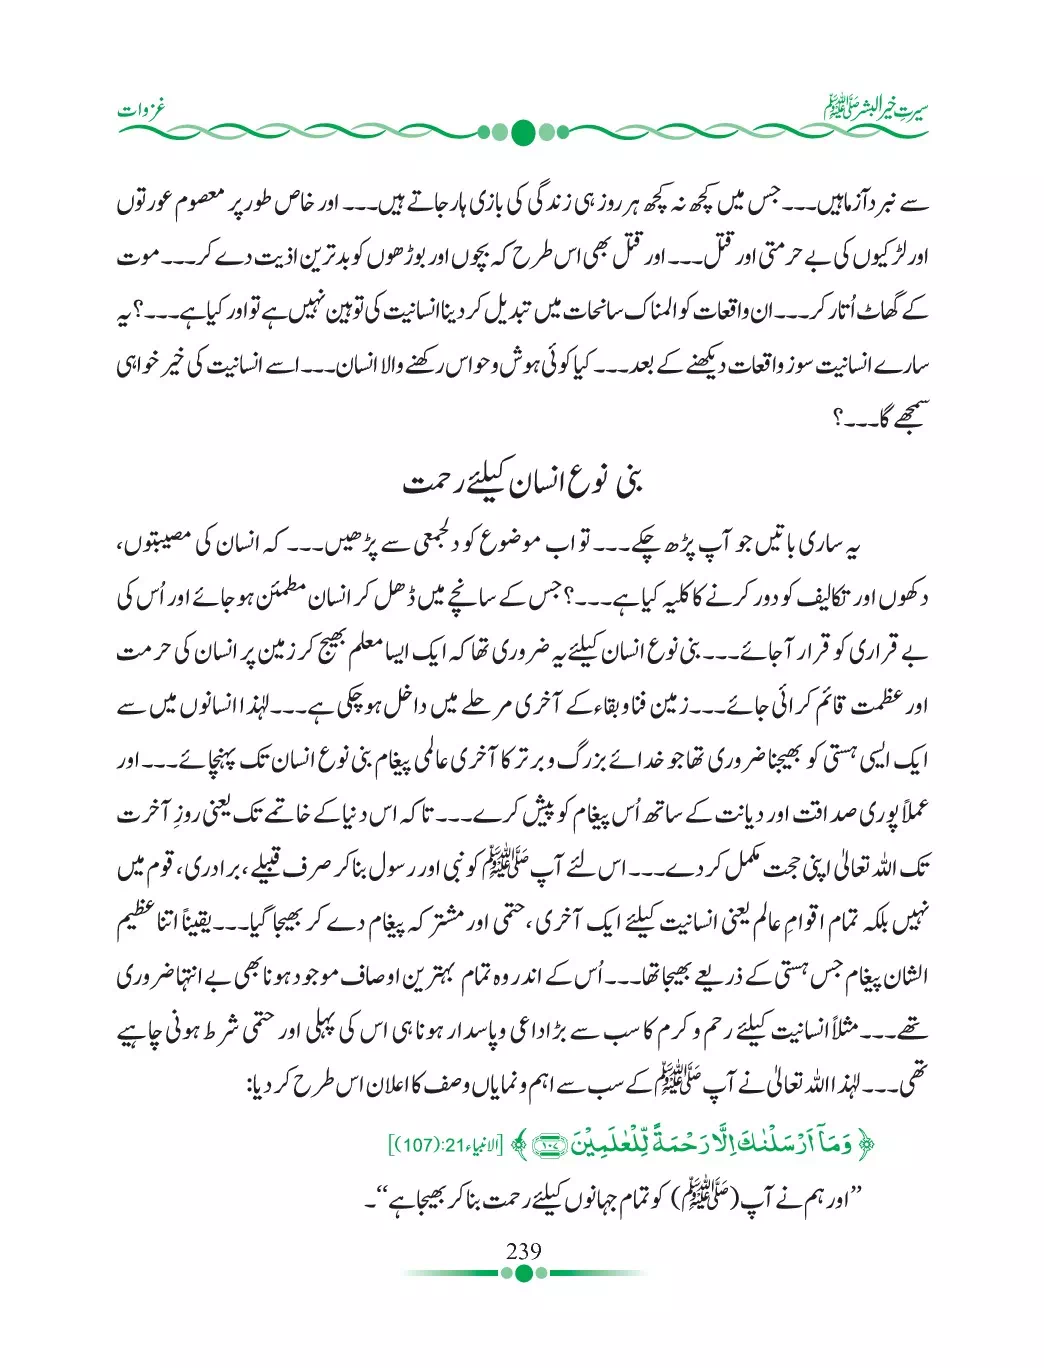 سیرتِ خیر البشر ﷺ
غزوات
سے نبرد آزما ہیں۔۔۔ جس میں کچھ نہ کچھ ہر روز ہی زندگی کی بازی ہار جاتے ہیں۔۔۔ اور خاص طور پر معصوم عورتوں
اور لڑکیوں کی بے حرمتی اور قتل۔۔۔ اور قتل بھی اس طرح کہ بچوں اور بوڑھوں کو بدترین اذیت دے کر۔۔۔ موت
کے گھاٹ اُتار کر۔۔۔ ان واقعات کو المناک سانحات میں تبدیل کر دینا انسانیت کی توہین نہیں ہے تو اور کیا ہے۔۔۔؟ یہ
سارے انسانیت سوز واقعات دیکھنے کے بعد۔۔۔ کیا کوئی ہوش و حواس رکھنے والا انسان۔۔۔ اسے انسانیت کی خیر خواہی
سمجھے گا۔۔۔؟
بنی نوع انسان کیلئے رحمت
یہ ساری باتیں جو آپ پڑھ چکے۔۔۔ تو اب موضوع کو دلجمعی سے پڑھیں۔۔۔ کہ انسان کی مصیبتوں،
دکھوں اور تکالیف کو دور کرنے کا کلیہ کیا ہے۔۔۔؟ جس کے سانچے میں ڈھل کر انسان مطمئن ہو جائے اور اُس کی
بے قراری کو قرار آ جائے۔۔۔ بنی نوع انسان کیلئے یہ ضروری تھا کہ ایک ایسا معلم بھیج کر زمین پر انسان کی حرمت
اور عظمت قائم کرائی جائے۔۔۔ زمین فنا و بقاء کے آخری مرحلے میں داخل ہو چکی ہے۔۔۔ لہٰذا انسانوں میں سے
ایک ایسی ہستی کو بھیجنا ضروری تھا جو خدائے بزرگ و برتر کا آخری عالمی پیغام بنی نوع انسان تک پہنچائے۔۔۔ اور
عملاً پوری صداقت اور دیانت کے ساتھ اُس پیغام کو پیش کرے۔۔۔ تاکہ اس دنیا کے خاتمے تک یعنی روزِ آخرت
تک اللہ تعالیٰ اپنی حجت مکمل کر دے۔۔۔ اس لئے آپ ﷺ کو نبی اور رسول بنا کر صرف قبیلے، برادری، قوم میں
نہیں بلکہ تمام اقوامِ عالم یعنی انسانیت کیلئے ایک آخری، حتمی اور مشترکہ پیغام دے کر بھیجا گیا۔۔۔ یقیناً اتنا عظیم
الشان پیغام جس ہستی کے ذریعے بھیجا تھا۔۔۔ اُس کے اندر وہ تمام بہترین اوصاف موجود ہونا بھی بے انتہا ضروری
تھے۔۔۔ مثلاً انسانیت کیلئے رحم و کرم کا سب سے بڑا داعی و پاسدار ہونا ہی اس کی پہلی اور حتمی شرط ہونی چاہیے
تھی۔۔۔ لہٰذا اللہ تعالیٰ نے آپ ﷺ کے سب سے اہم و نمایاں وصف کا اعلان اس طرح کر دیا:
﴿ وَمَاۤ اَرْسَلْنٰكَ اِلَّا رَحْمَةً لِّلْعٰلَمِيْنَ ۝۱۰۷ ﴾ [الانبیاء 21:(107)]
”اور ہم نے آپ (ﷺ) کو تمام جہانوں کیلئے رحمت بنا کر بھیجا ہے“۔
239